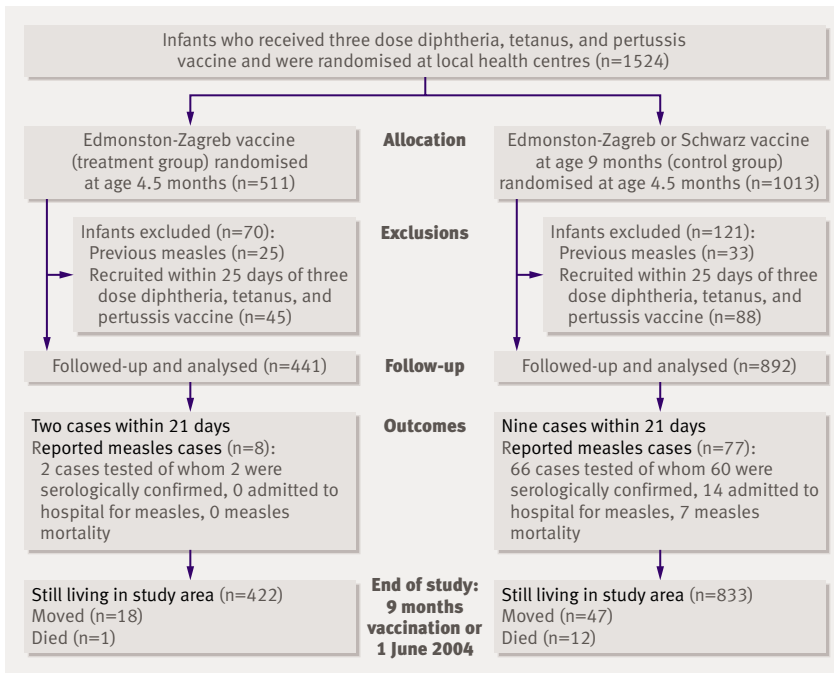 Infants who received three dose diphtheria, tetanus, and pertussis
vaccine and were randomised at local health centres (n=1524)
Edmonston-Zagreb vaccine
(treatment group) randomised
at age 4.5 months (n=511)
Allocation
Edmonston-Zagreb or Schwarz vaccine
at age 9 months (control group)
randomised at age 4.5 months (n=1013)
Infants excluded (n=70):
Previous measles (n=25)
Recruited within 25 days of three
dose diphtheria, tetanus, and
pertussis vaccine (n=45)
Exclusions
Infants excluded (n=121):
Previous measles (n=33)
Recruited within 25 days of three
dose diphtheria, tetanus, and
pertussis vaccine (n=88)
Followed-up and analysed (n=441)
Follow-up
Followed-up and analysed (n=892)
Two cases within 21 days
Reported measles cases (n=8):
2 cases tested of whom 2 were
serologically confirmed, 0 admitted to
hospital for measles, 0 measles
mortality
Outcomes
Nine cases within 21 days
Reported measles cases (n=77):
66 cases tested of whom 60 were
serologically confirmed, 14 admitted to
hospital for measles, 7 measles
mortality
Still living in study area (n=422)
Moved (n=18)
Died (n=1)
End of study:
9 months
vaccination or
1 June 2004
Still living in study area (n=833)
Moved (n=47)
Died (n=12)